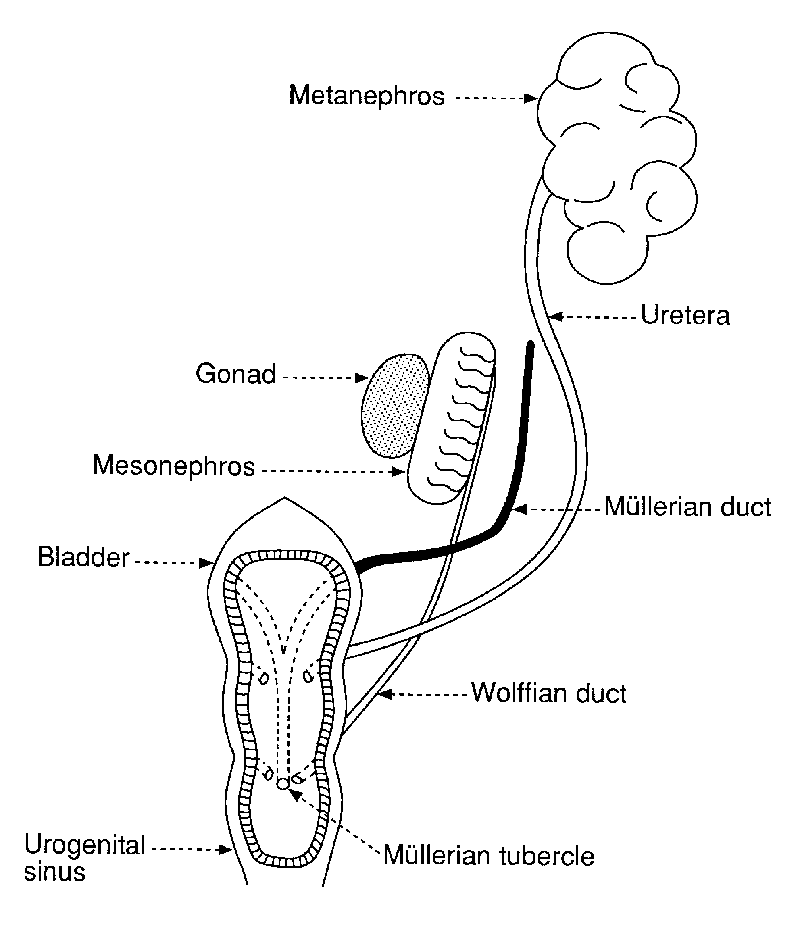 Metanephros
Uretera
Gonad
Mesonephros
Müllerian duct
Bladder
Wolffian duct
Urogenital
sinus
Müllerian tubercle